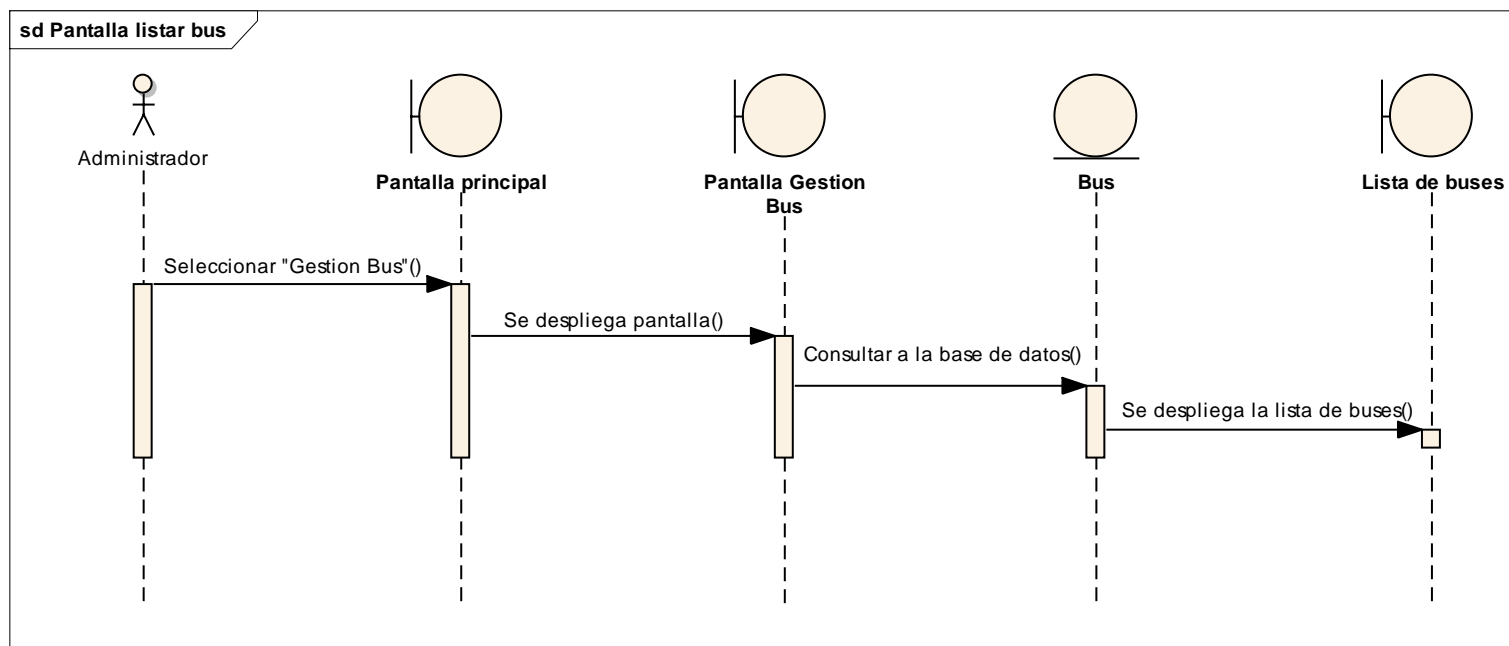 sd Pantalla listar bus
Administrador
Pantalla principal
Pantalla Gestion
Bus
Bus
Lista de buses
Seleccionar "Gestion Bus"()
Se despliega pantalla()
Consultar a la base de datos()
Se despliega la lista de buses()